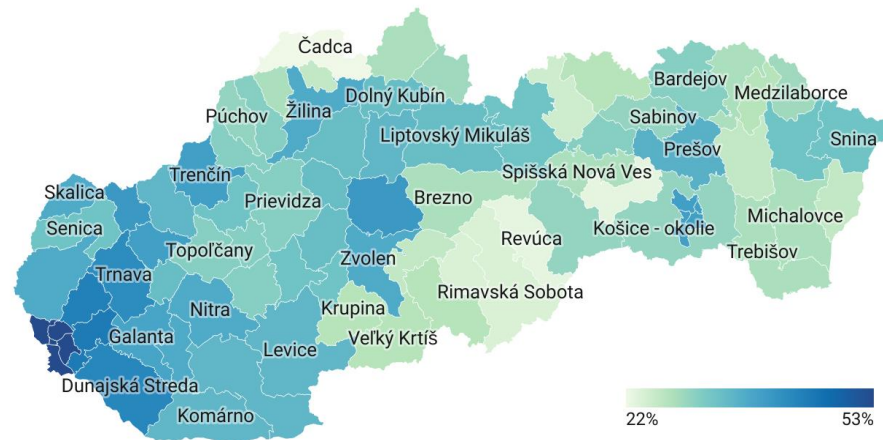 Čadca
Bardejov
Medzilaborce
Dolný Kubín
Púchov
Žilina
Sabinov
Liptovský Mikuláš
Prešov
Snina
Trenčín
Spišská Nová Ves
Skalica
Prievidza
Brezno
Michalovce
Senica
Košice - okolie
Revúca
Topoľčany
Trebišov
Zvolen
Trnava
Rimavská Sobota
Nitra
Krupina
Galanta
Veľký Krtíš
Levice
Dunajská Streda
Komárno
22%
53%